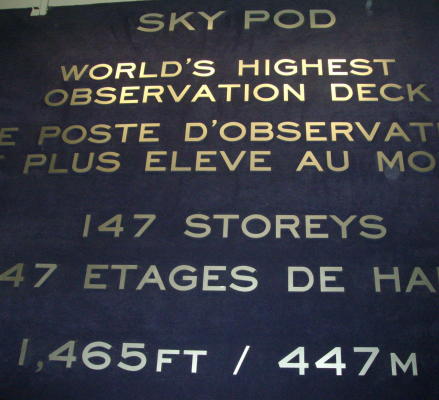 SKY POD
WORLD'S HIGHEST
OBSERVATION DECK
E POSTE D'OBSERVAT
PLUS ELEVE AU MO
147 STOREYS
47 ETAGES DE HA
1,465FT / 447M